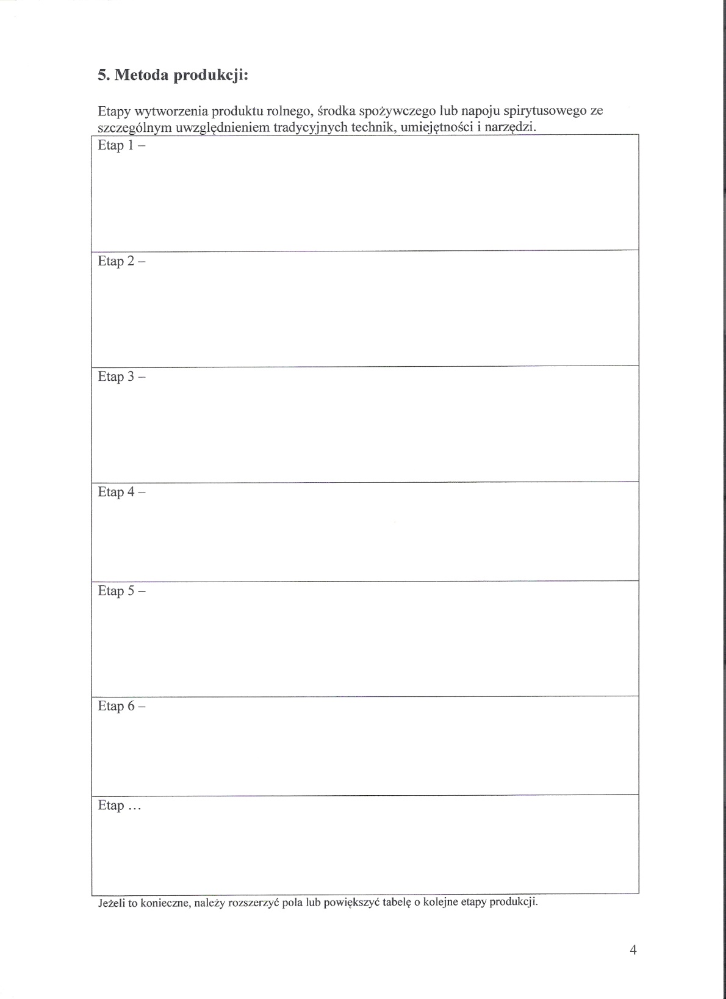 5. Metoda produkcji:
Etapy wytworzenia produktu rolnego, środka spożywczego lub napoju spirytusowego ze
szczególnym uwzględnieniem tradycyjnych technik, umiejętności i narzędzi.
Etap 1 –
Etap 2 –
Etap 3 –
Etap 4 –
Etap 5 –
Etap 6 –
Etap …
Jeżeli to konieczne, należy rozszerzyć pola lub powiększyć tabelę o kolejne etapy produkcji.
4